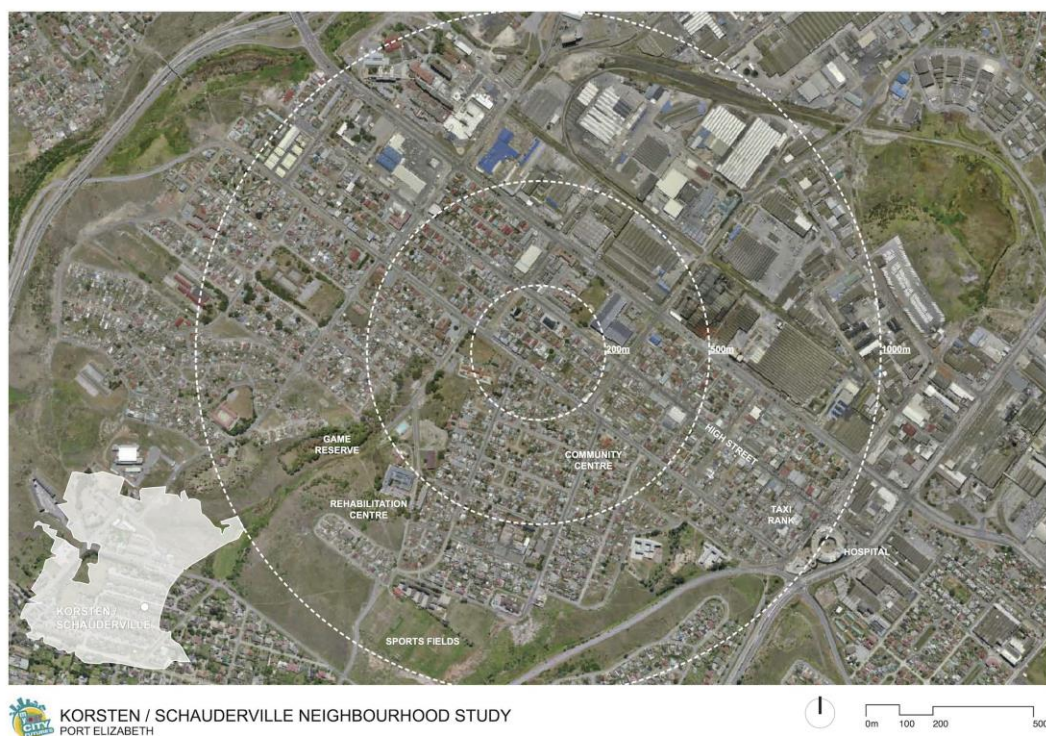 200m
500m
1000m
GAME
RESERVE
COMMUNITY
CENTRE
HIGH STREET
REHABILITATION
CENTRE
TAXI
RANK
HOSPITAL
KORSTEN
SCHAUDERVILLE
SPORTS FIELDS
CITY
KORSTEN / SCHAUDERVILLE NEIGHBOURHOOD STUDY
PORT ELIZABETH
0m 100 200 500